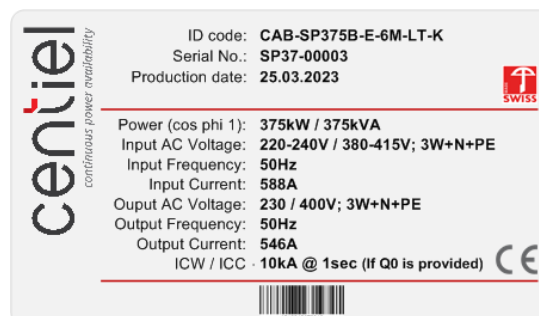 centiel
continuous power availability
ID code: CAB-SP375B-E-6M-LT-K
Serial No.: SP37-00003
Production date: 25.03.2023
SWISS
Power (cos phi 1): 375kW / 375kVA
Input AC Voltage: 220-240V / 380-415V; 3W+N+PE
Input Frequency: 50Hz
Input Current: 588A
Ouput AC Voltage: 230 / 400V; 3W+N+PE
Output Frequency: 50Hz
Output Current: 546A
ICW / ICC · 10kA @ 1sec (If Q0 is provided)
CE